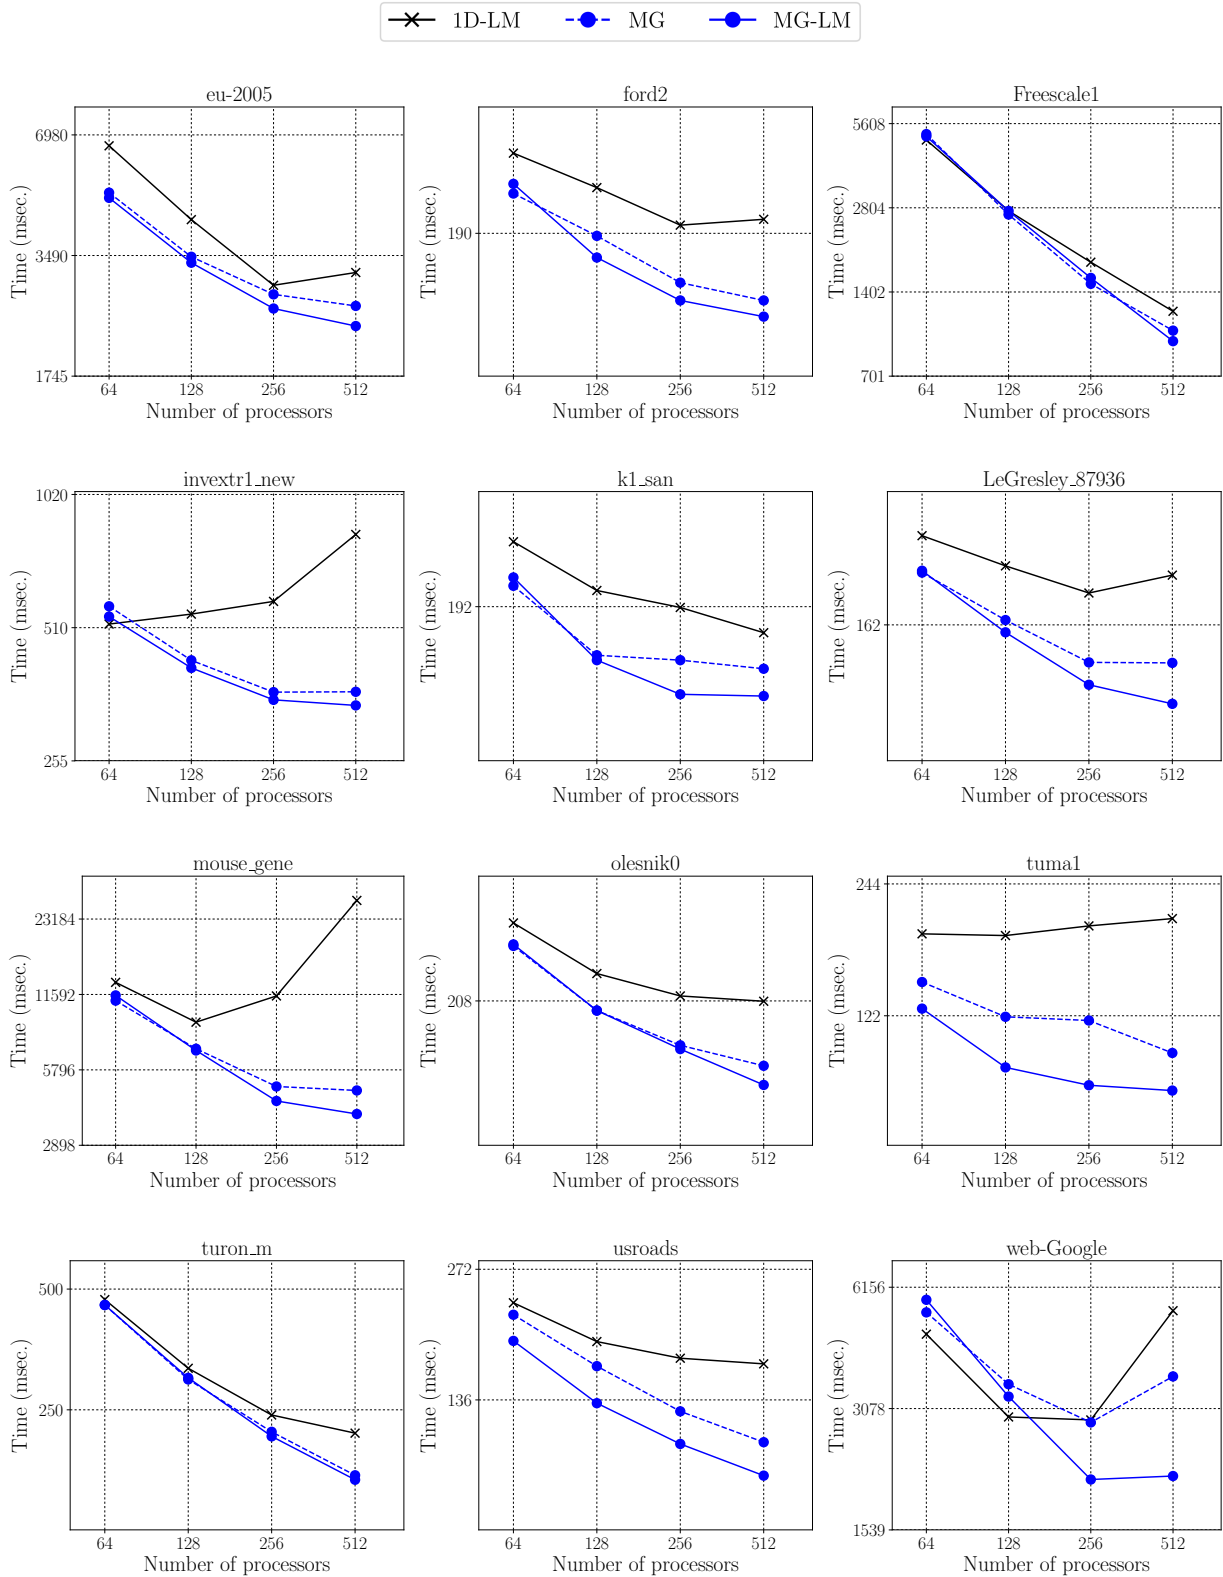 1D-LM MG MG-LM
eu-2005
6980
3490
1745
Time (msec.)
64 128 256 512
Number of processors
ford2
190
Time (msec.)
64 128 256 512
Number of processors
Freescale1
5608
2804
1402
701
Time (msec.)
64 128 256 512
Number of processors
invextr1_new
1020
510
255
Time (msec.)
64 128 256 512
Number of processors
k1_san
192
Time (msec.)
64 128 256 512
Number of processors
LeGresley_87936
162
Time (msec.)
64 128 256 512
Number of processors
mouse_gene
23184
11592
5796
2898
Time (msec.)
64 128 256 512
Number of processors
olesnik0
208
Time (msec.)
64 128 256 512
Number of processors
tuma1
244
122
Time (msec.)
64 128 256 512
Number of processors
turon_m
500
250
Time (msec.)
64 128 256 512
Number of processors
usroads
272
136
Time (msec.)
64 128 256 512
Number of processors
web-Google
6156
3078
1539
Time (msec.)
64 128 256 512
Number of processors